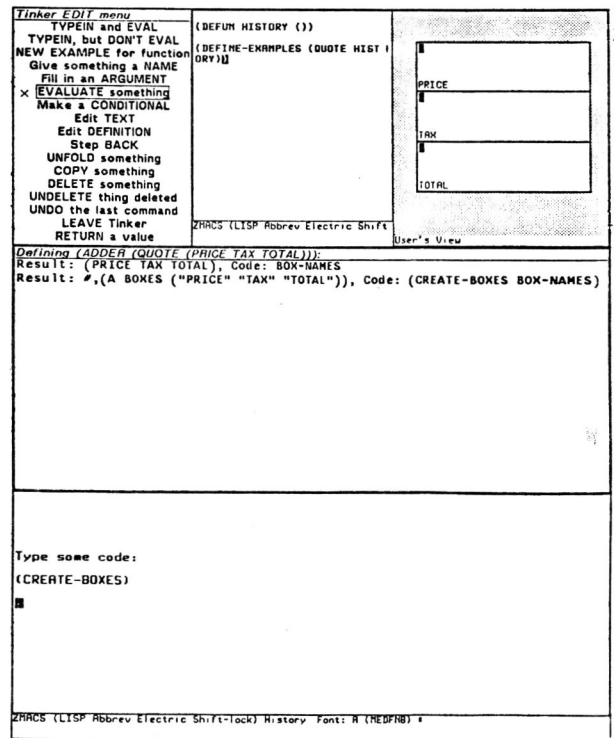 Tinker EDIT menu
TYPEIN and EVAL
TYPEIN, but DON'T EVAL
NEW EXAMPLE for function
Give something a NAME
Fill in an ARGUMENT
× EVALUATE something
Make a CONDITIONAL
Edit TEXT
Edit DEFINITION
Step BACK
UNFOLD something
COPY something
DELETE something
UNDELETE thing deleted
UNDO the last command
LEAVE Tinker
RETURN a value
(DEFUN HISTORY ())
(DEFINE-EXAMPLES (QUOTE HIST
ORY))
ZMACS (LISP Abbrev Electric Shift
PRICE
TAX
TOTAL
User's View
Defining (ADDER (QUOTE (PRICE TAX TOTAL))):
Result: (PRICE TAX TOTAL), Code: BOX-NAMES
Result: #,(A BOXES ("PRICE" "TAX" "TOTAL")), Code: (CREATE-BOXES BOX-NAMES)
Type some code:
(CREATE-BOXES)
ZMACS (LISP Abbrev Electric Shift-lock) History Font: A (MEDFNB)